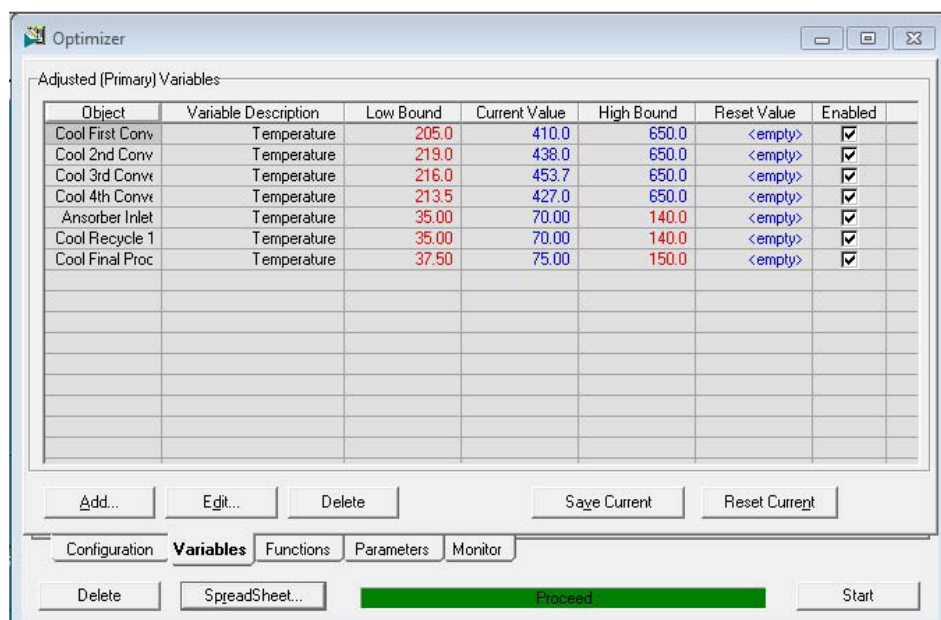 Optimizer
Adjusted (Primary) Variables
Object Variable Description Low Bound Current Value High Bound Reset Value Enabled
Cool First Conv Temperature 205.0 410.0 650.0 <empty>
Cool 2nd Conv Temperature 219.0 438.0 650.0 <empty>
Cool 3rd Conve Temperature 216.0 453.7 650.0 <empty>
Cool 4th Conve Temperature 213.5 427.0 650.0 <empty>
Ansorber Inlet Temperature 35.00 70.00 140.0 <empty>
Cool Recycle 1 Temperature 35.00 70.00 140.0 <empty>
Cool Final Proc Temperature 37.50 75.00 150.0 <empty>
Add... Edit... Delete Save Current Reset Current
Configuration Variables Functions Parameters Monitor
Delete SpreadSheet... Proceed Start